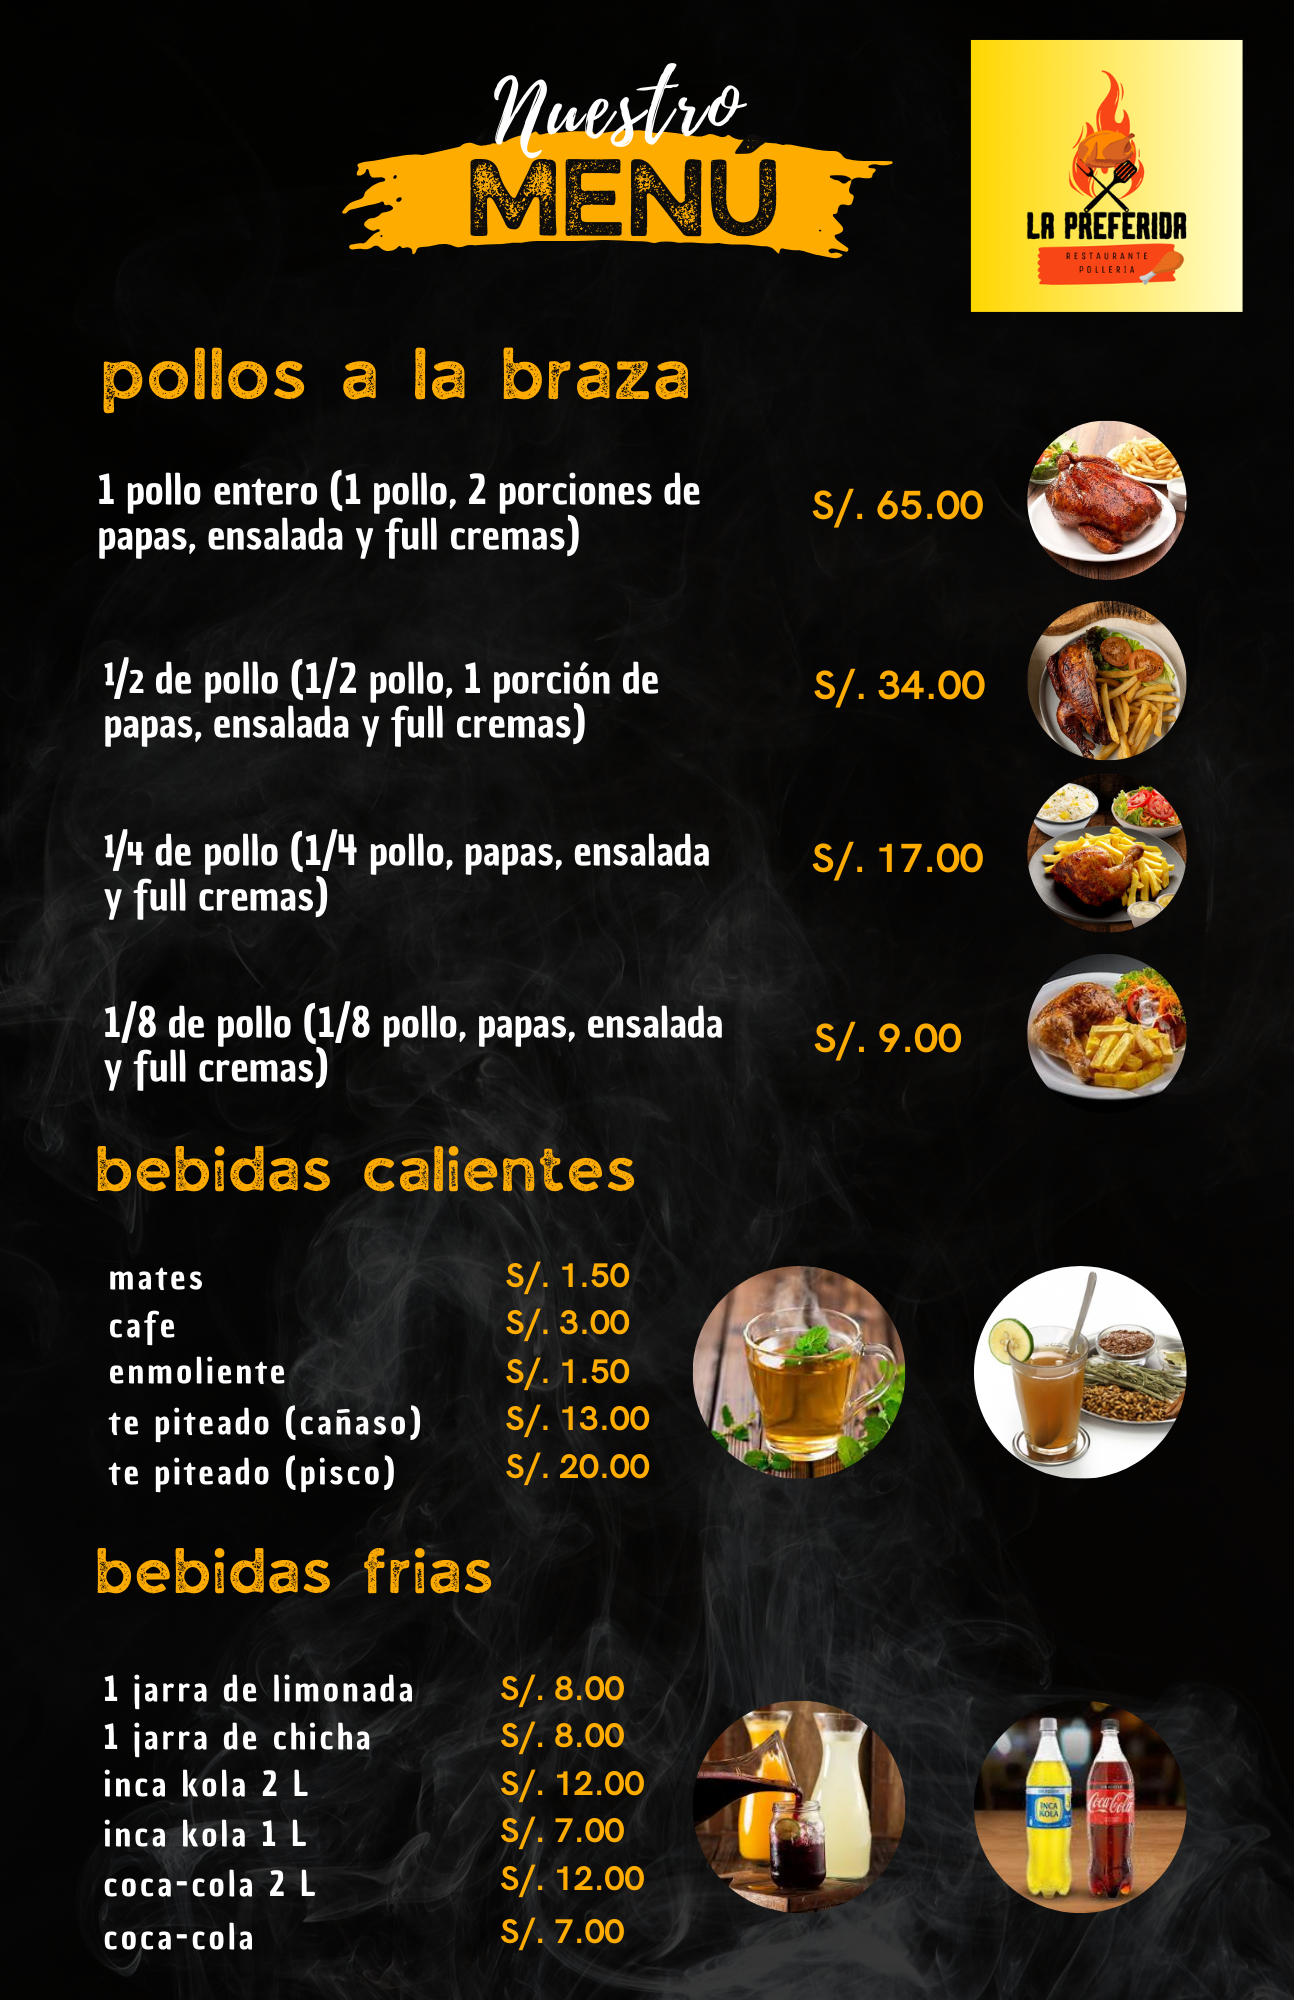 Nuestro
MENÚ
LA PREFERIDA
RESTAURANTE
POLLERIA
pollos a la braza
1 pollo entero (1 pollo, 2 porciones de
papas, ensalada y full cremas)
S/. 65.00
½ de pollo (1/2 pollo, 1 porción de
papas, ensalada y full cremas)
S/. 34.00
¼ de pollo (1/4 pollo, papas, ensalada
y full cremas)
S/. 17.00
1/8 de pollo (1/8 pollo, papas, ensalada
y full cremas)
S/. 9.00
bebidas calientes
mates S/. 1.50
cafe S/. 3.00
enmoliente S/. 1.50
te piteado (cañaso) S/. 13.00
te piteado (pisco) S/. 20.00
bebidas frias
1 jarra de limonada S/. 8.00
1 jarra de chicha S/. 8.00
inca kola 2 L S/. 12.00
inca kola 1 L S/. 7.00
coca-cola 2 L S/. 12.00
coca-cola S/. 7.00
INCA
KOLA
Coca-Cola